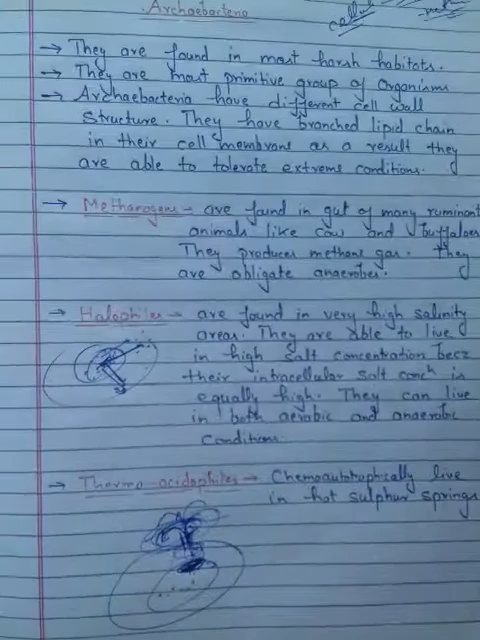 Archaebacteria
→ They are found in most harsh habitats.
→ They are most primitive group of organisms
→ Archaebacteria have different cell wall
structure. They have branched lipid chain
in their cell membrane as a result they
are able to tolerate extreme conditions.
→ Methanogens - are found in gut of many ruminant
animals like cow and buffaloes
They produces methane gas. They
are obligate anaerobes.
→ Halophiles → are found in very high salinity
areas. They are able to live
in high salt concentration becz
their intracellular salt concn is
equally high. They can live
in both aerobic and anaerobic
conditions.
→ Thermo acidophiles → Chemoautotrophically live
in hot sulphur springs